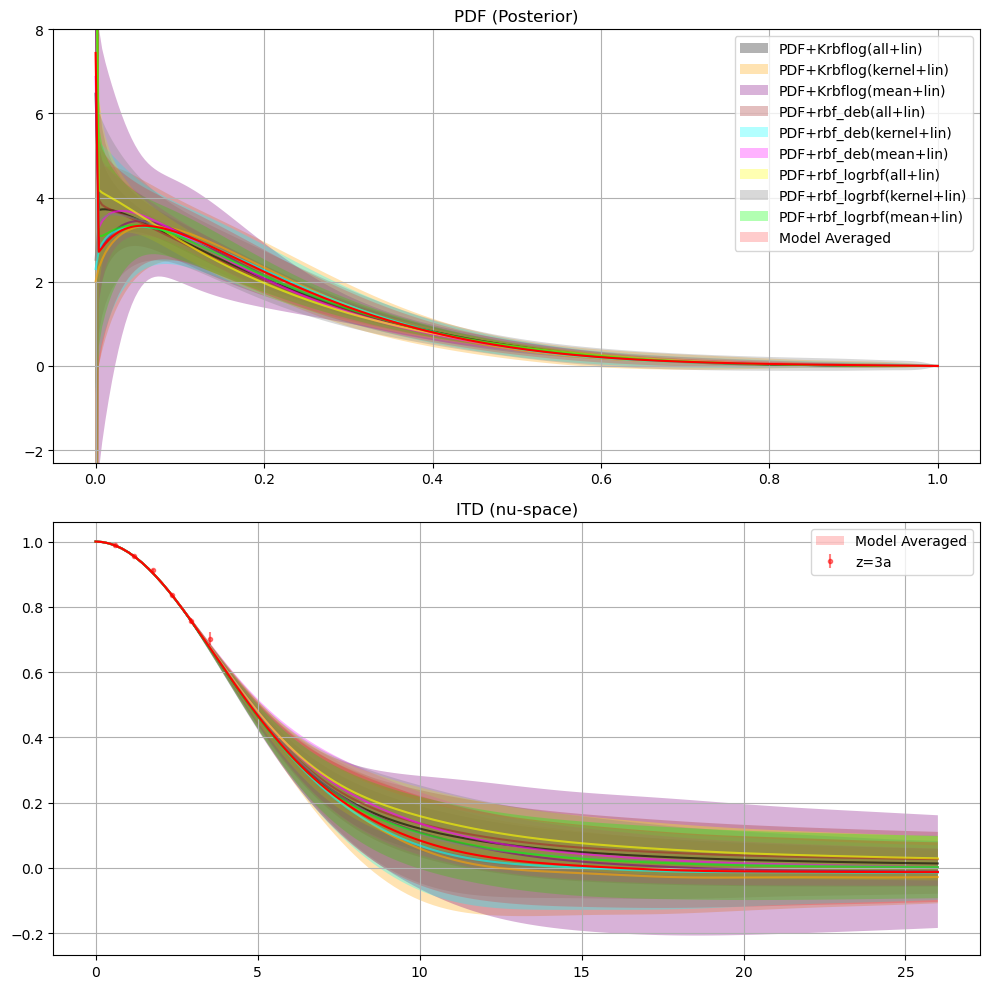 PDF (Posterior)
8
6
4
2
0
−2
0.0
0.2
0.4
0.6
0.8
1.0
PDF+Krbflog(all+lin)
PDF+Krbflog(kernel+lin)
PDF+Krbflog(mean+lin)
PDF+rbf_deb(all+lin)
PDF+rbf_deb(kernel+lin)
PDF+rbf_deb(mean+lin)
PDF+rbf_logrbf(all+lin)
PDF+rbf_logrbf(kernel+lin)
PDF+rbf_logrbf(mean+lin)
Model Averaged
ITD (nu-space)
1.0
0.8
0.6
0.4
0.2
0.0
−0.2
0
5
10
15
20
25
Model Averaged
z=3a